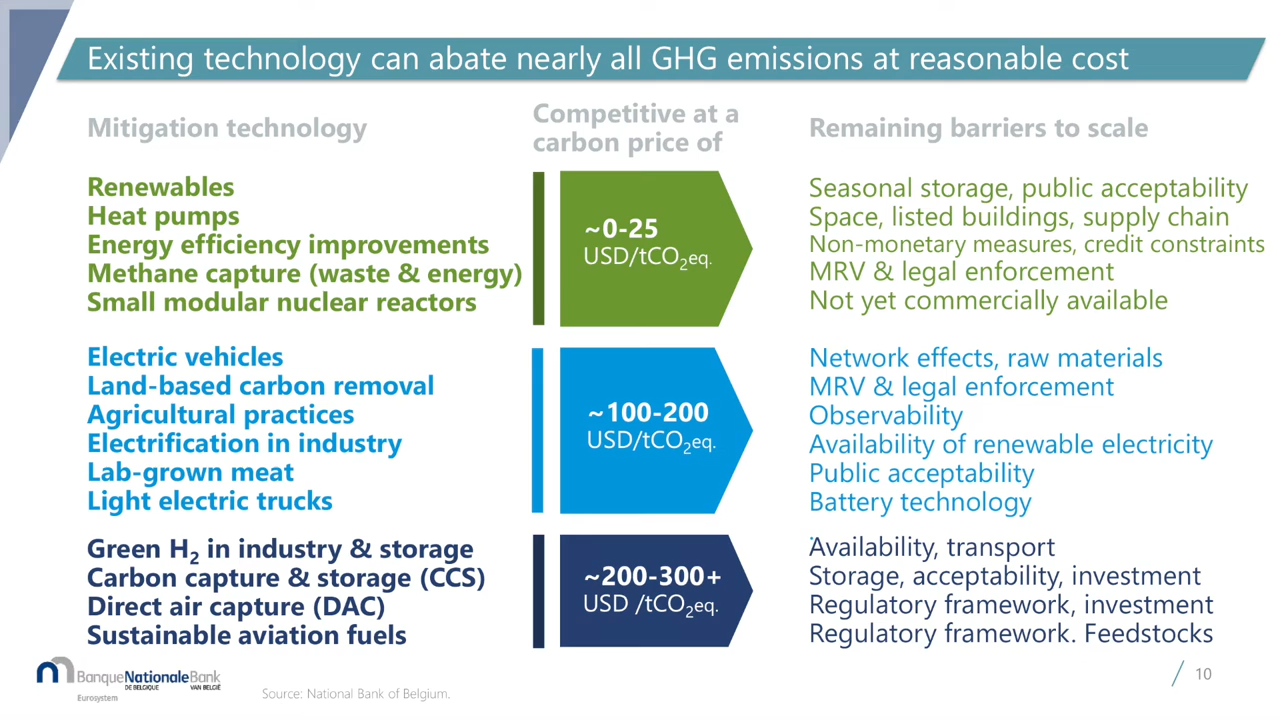 Existing technology can abate nearly all GHG emissions at reasonable cost
Mitigation technology
Competitive at a
carbon price of
Remaining barriers to scale
Renewables
Heat pumps
Energy efficiency improvements
Methane capture (waste & energy)
Small modular nuclear reactors
~0-25
USD/tCO₂eq.
Seasonal storage, public acceptability
Space, listed buildings, supply chain
Non-monetary measures, credit constraints
MRV & legal enforcement
Not yet commercially available
Electric vehicles
Land-based carbon removal
Agricultural practices
Electrification in industry
Lab-grown meat
Light electric trucks
~100-200
USD/tCO₂eq.
Network effects, raw materials
MRV & legal enforcement
Observability
Availability of renewable electricity
Public acceptability
Battery technology
Green H₂ in industry & storage
Carbon capture & storage (CCS)
Direct air capture (DAC)
Sustainable aviation fuels
~200-300+
USD /tCO₂eq.
Availability, transport
Storage, acceptability, investment
Regulatory framework, investment
Regulatory framework. Feedstocks
BanqueNationaleBank
DE BELGIQUE VAN BELGIË
Eurosystem
Source: National Bank of Belgium.
10